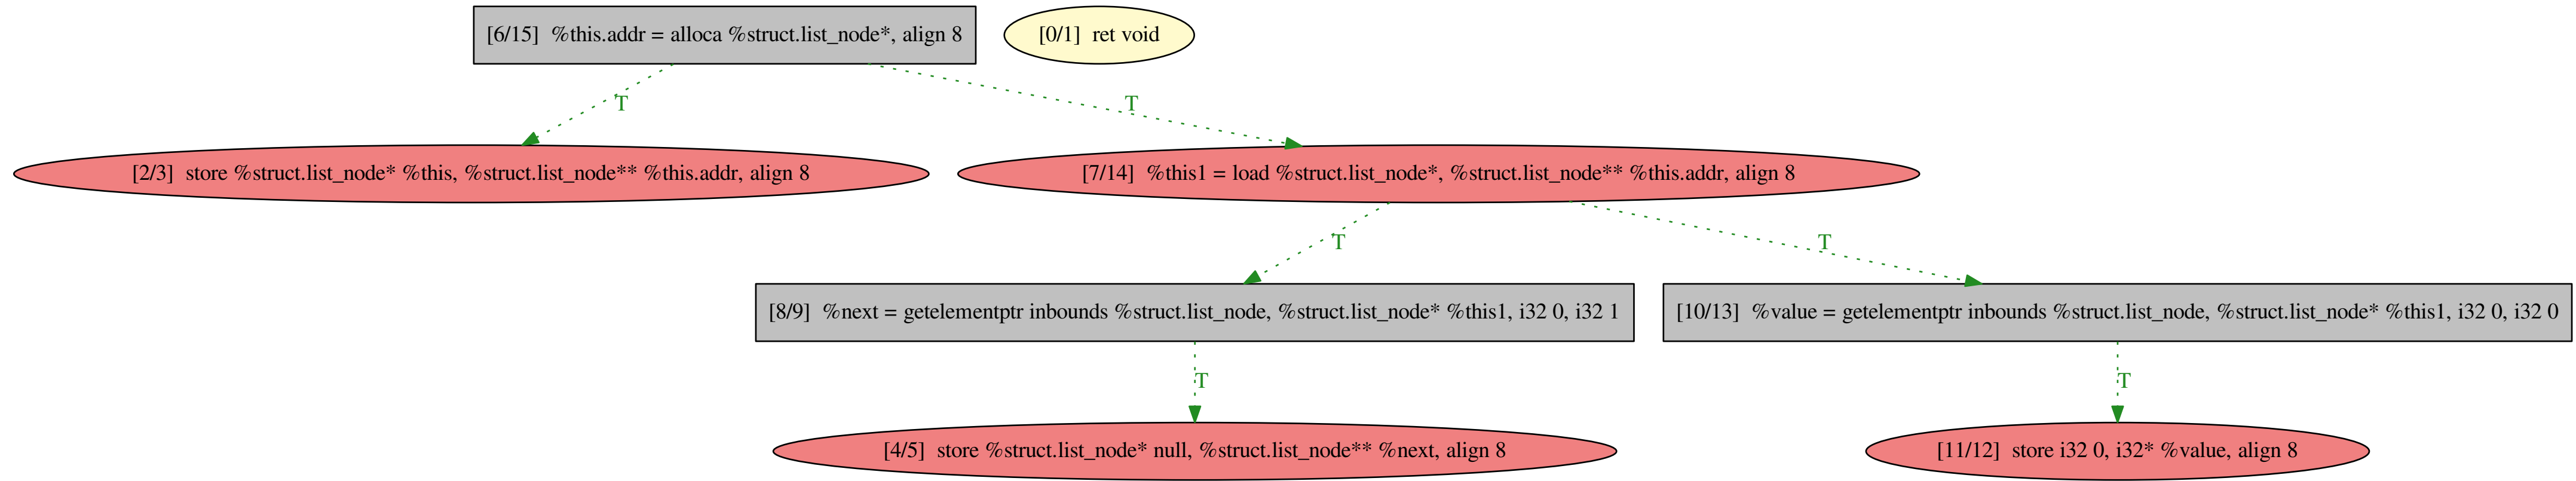 [6/15]  %this.addr = alloca %struct.list_node*, align 8
[0/1]  ret void
T
T
[2/3]  store %struct.list_node* %this, %struct.list_node** %this.addr, align 8
[7/14]  %this1 = load %struct.list_node*, %struct.list_node** %this.addr, align 8
T
T
[8/9]  %next = getelementptr inbounds %struct.list_node, %struct.list_node* %this1, i32 0, i32 1
[10/13]  %value = getelementptr inbounds %struct.list_node, %struct.list_node* %this1, i32 0, i32 0
T
T
[4/5]  store %struct.list_node* null, %struct.list_node** %next, align 8
[11/12]  store i32 0, i32* %value, align 8